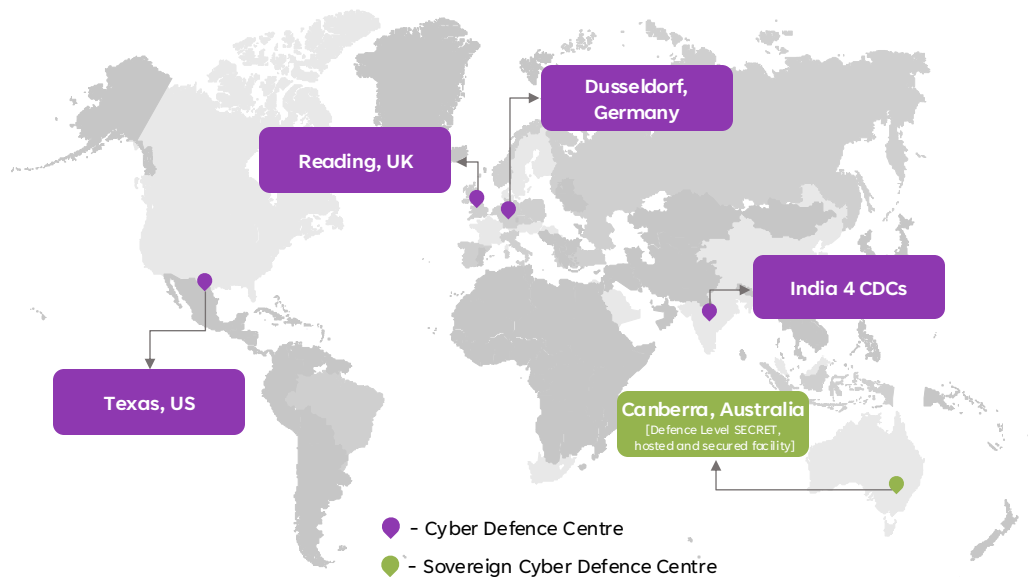 Dusseldorf,
Germany
Reading, UK
India 4 CDCs
Texas, US
Canberra, Australia
[Defence Level SECRET,
hosted and secured facility]
- Cyber Defence Centre
- Sovereign Cyber Defence Centre